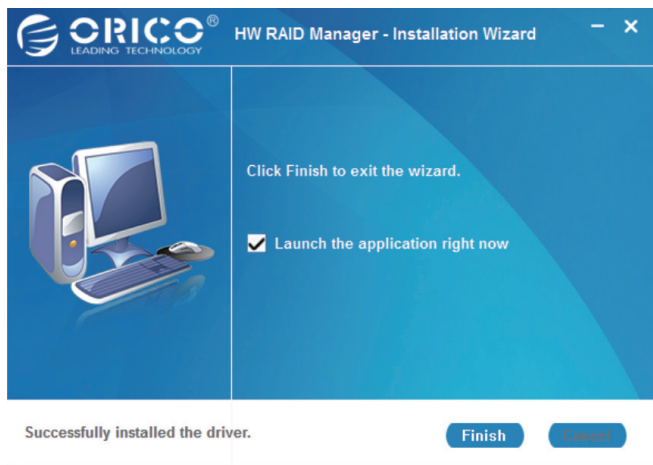 ORICO®
LEADING TECHNOLOGY
HW RAID Manager - Installation Wizard
Click Finish to exit the wizard.
Launch the application right now
Successfully installed the driver.
Finish
Cancel